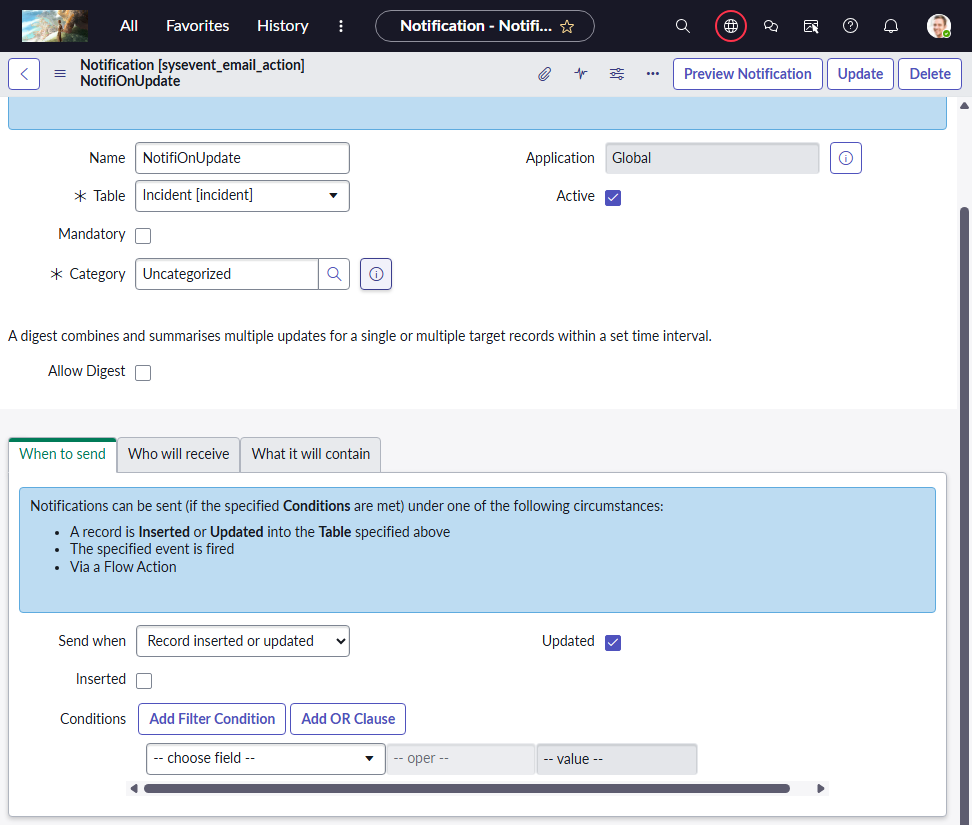 All Favorites History Notification - Notifi...
Notification [sysevent_email_action]
NotifiOnUpdate
Preview Notification Update Delete
Name NotifiOnUpdate Application Global
Table Incident [incident] Active
Mandatory
Category Uncategorized
A digest combines and summarises multiple updates for a single or multiple target records within a set time interval.
Allow Digest
When to send Who will receive What it will contain
Notifications can be sent (if the specified Conditions are met) under one of the following circumstances:
• A record is Inserted or Updated into the Table specified above
• The specified event is fired
• Via a Flow Action
Send when Record inserted or updated Updated
Inserted
Conditions Add Filter Condition Add OR Clause
-- choose field -- -- oper -- -- value --